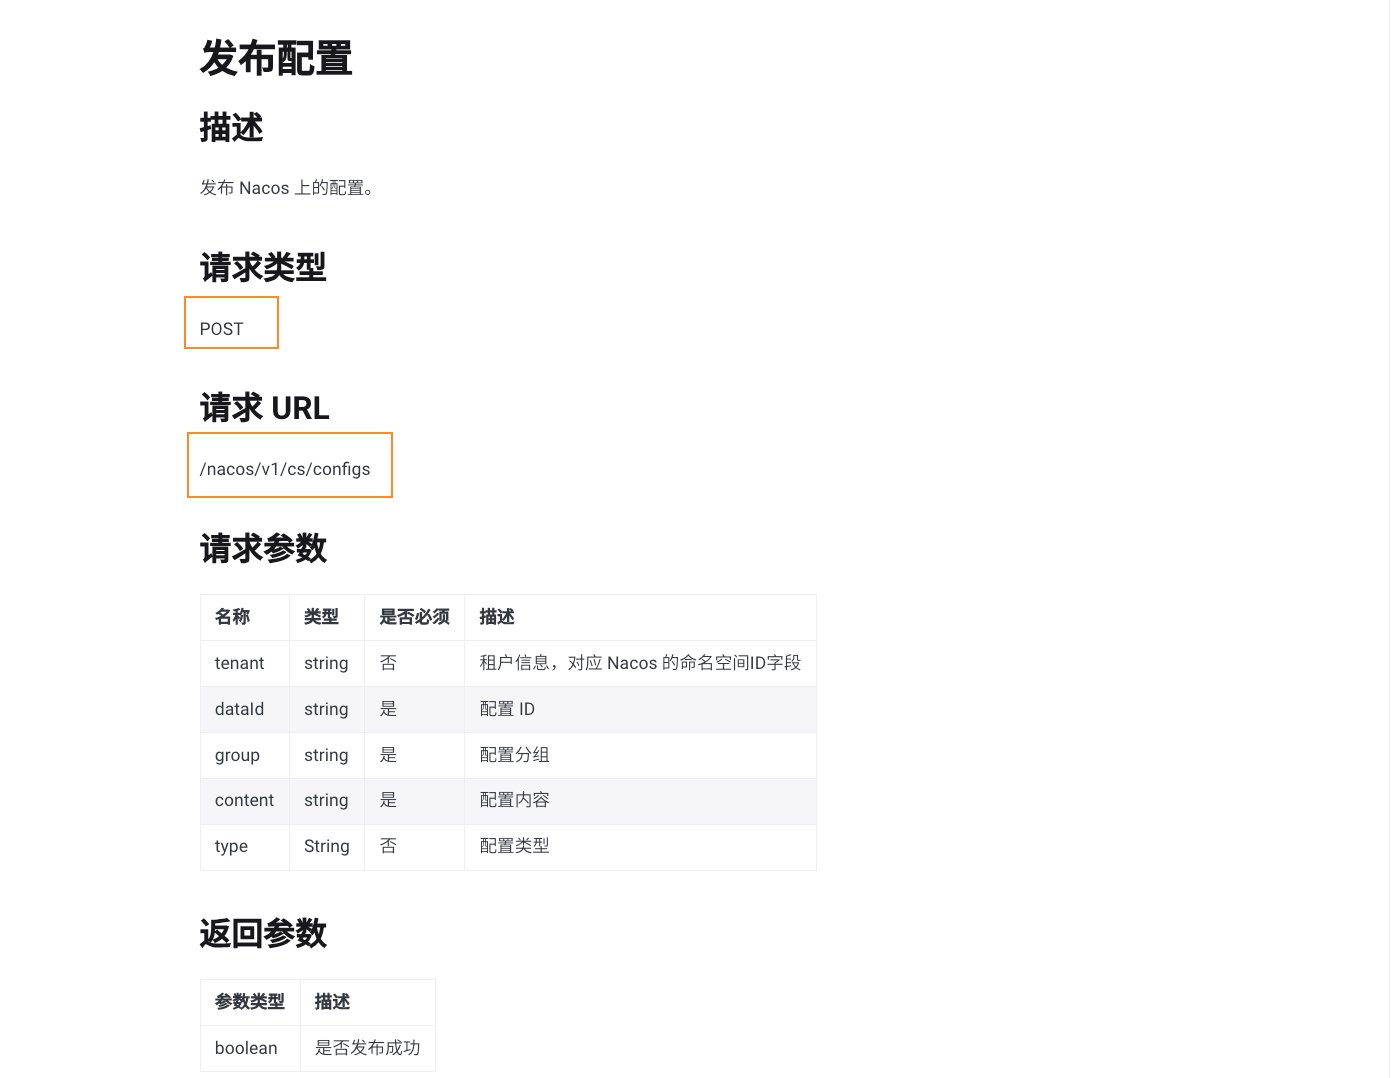 发布配置
描述
发布 Nacos 上的配置。
请求类型
POST
请求 URL
/nacos/v1/cs/configs
请求参数
名称 类型 是否必须 描述
tenant string 否 租户信息，对应 Nacos 的命名空间ID字段
dataId string 是 配置 ID
group string 是 配置分组
content string 是 配置内容
type String 否 配置类型
返回参数
参数类型 描述
boolean 是否发布成功